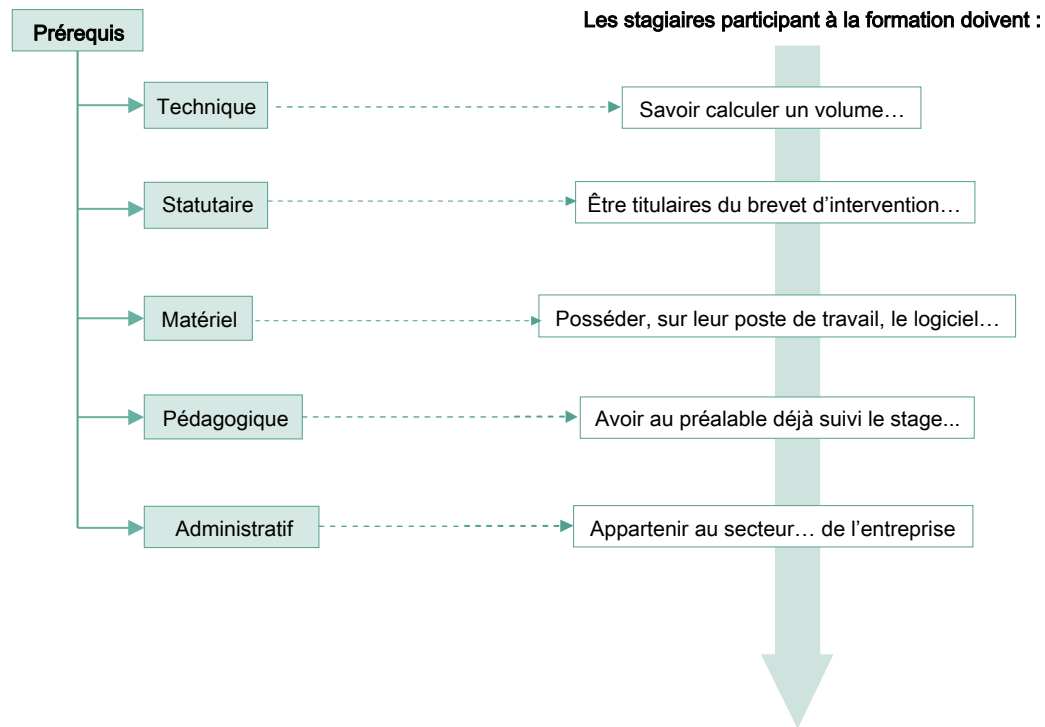 Prérequis
Les stagiaires participant à la formation doivent :
Technique
Savoir calculer un volume…
Statutaire
Être titulaires du brevet d’intervention…
Matériel
Posséder, sur leur poste de travail, le logiciel…
Pédagogique
Avoir au préalable déjà suivi le stage...
Administratif
Appartenir au secteur… de l’entreprise